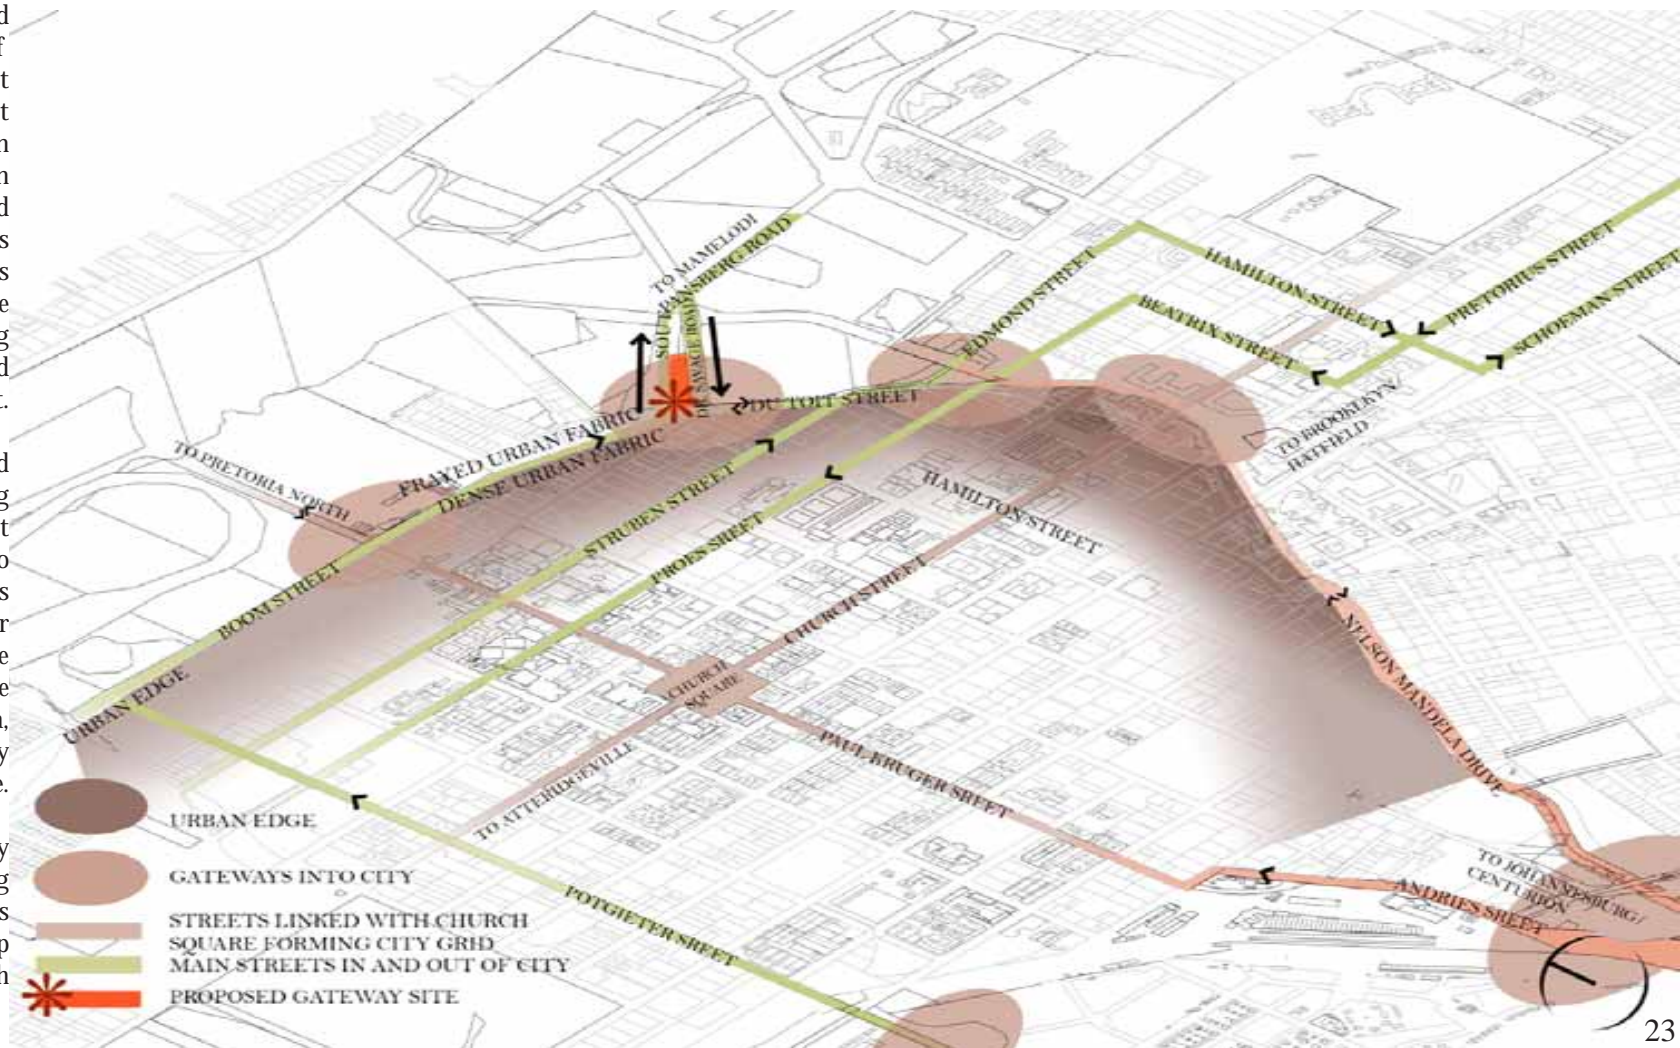 d
f
t
t
n
n
d
s
s
e
g
d
t.
d
g
t
o
s
r
e
e
n,
y
e.
y
g
s
p
h
TO MAMELODI
SOUTPANSBERG ROAD
DR. SAVAGE ROAD
EDMOND STREET
HAMILTON STREET
PRETORIUS STREET
SCHOEMAN STREET
BEATRIX STREET
TO BROOKLKYN/
HATFIELD
DU TOIT STREET
FRAYED URBAN FABRIC
DENSE URBAN FABRIC
TO PRETORIA NORTH
STRUBEN STREET
PROES SREET
HAMILTON STREET
BOOM STREET
CHURCH STREET
URBAN EDGE
CHURCH
SQUARE
NELSON MANDELA DRIVE
PAUL KRUGER SREET
TO ATTERIDGEVILLE
POTGIETER SREET
TO JOHANNESBURG/
CENTURION
ANDRIES SREET
URBAN EDGE
GATEWAYS INTO CITY
STREETS LINKED WITH CHURCH
SQUARE FORMING CITY GRID
MAIN STREETS IN AND OUT OF CITY
PROPOSED GATEWAY SITE
23